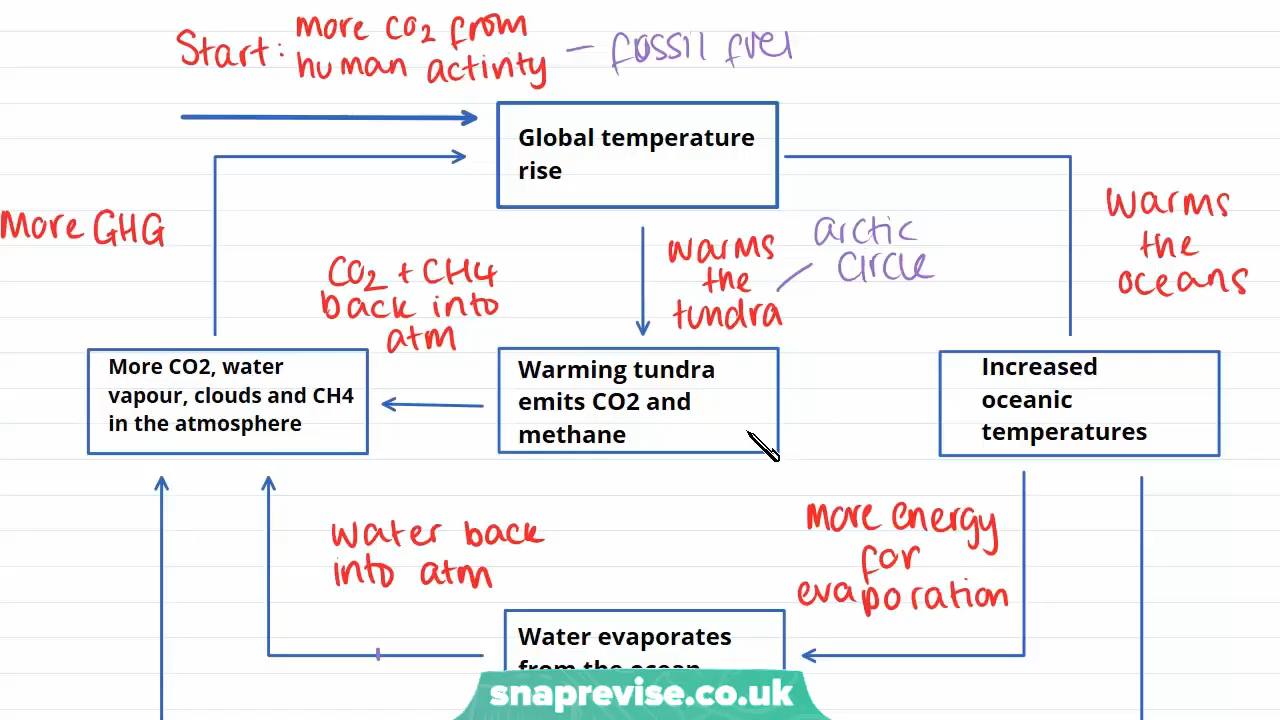 Start: more CO2 from
human activity
– fossil fuel
Global temperature
rise
More GHG
CO2 + CH4
back into
atm
warms
the
tundra
arctic
circle
Warms
the
oceans
More CO2, water
vapour, clouds and CH4
in the atmosphere
Warming tundra
emits CO2 and
methane
Increased
oceanic
temperatures
Water back
into atm
more energy
for
evaporation
Water evaporates
from the ocean
snaprevise.co.uk